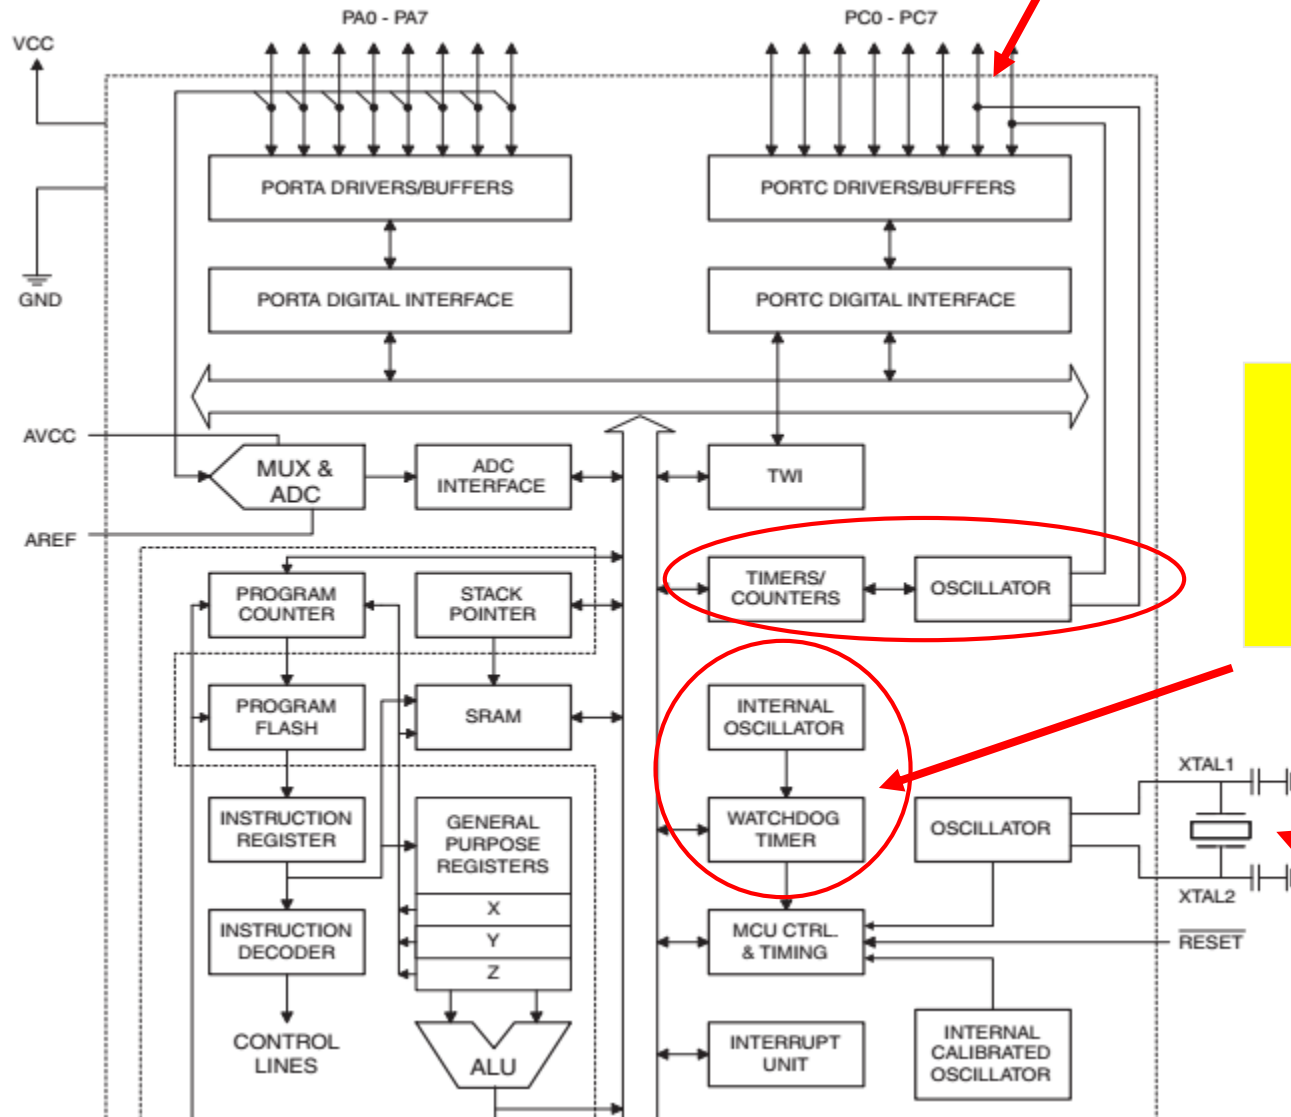 PA0 - PA7
PC0 - PC7
VCC
PORTA DRIVERS/BUFFERS
PORTC DRIVERS/BUFFERS
GND
PORTA DIGITAL INTERFACE
PORTC DIGITAL INTERFACE
AVCC
MUX &
ADC
ADC
INTERFACE
TWI
AREF
PROGRAM
COUNTER
STACK
POINTER
TIMERS/
COUNTERS
OSCILLATOR
PROGRAM
FLASH
SRAM
INTERNAL
OSCILLATOR
XTAL1
INSTRUCTION
REGISTER
GENERAL
PURPOSE
REGISTERS
WATCHDOG
TIMER
OSCILLATOR
XTAL2
X
Y
Z
INSTRUCTION
DECODER
MCU CTRL.
& TIMING
RESET
CONTROL
LINES
ALU
INTERRUPT
UNIT
INTERNAL
CALIBRATED
OSCILLATOR